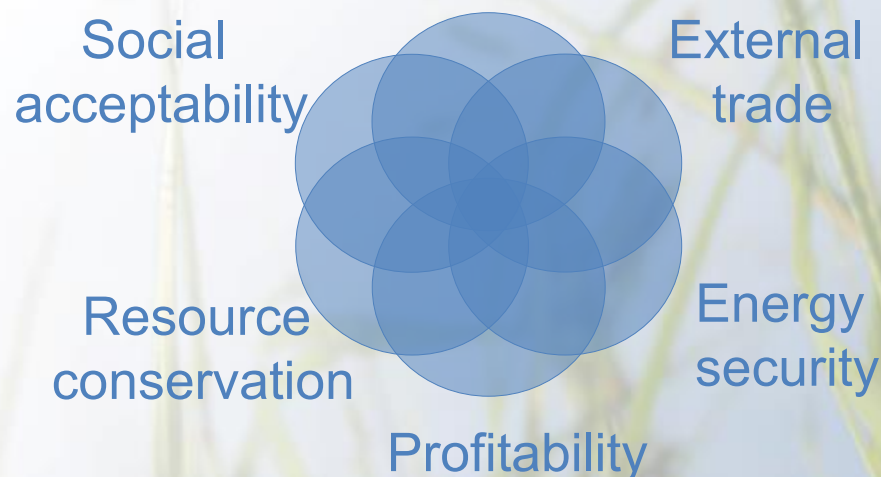 Social
acceptability
External
trade
Resource
conservation
Energy
security
Profitability